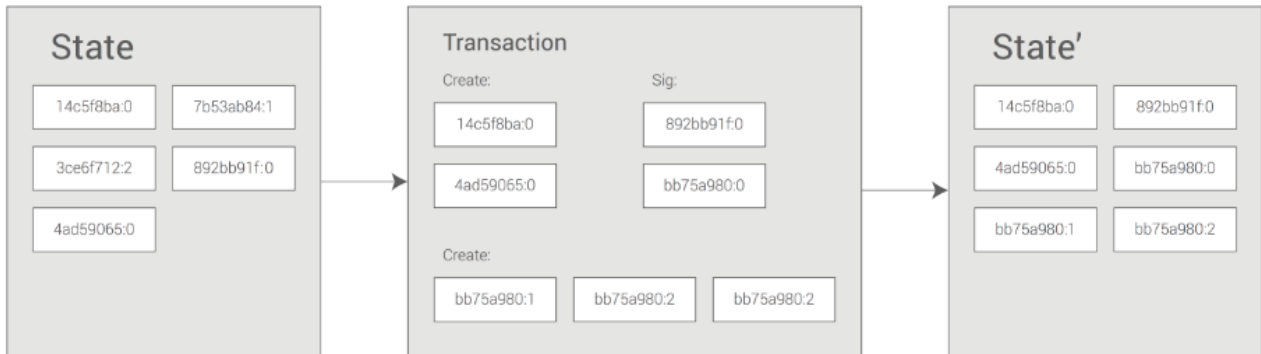 State
14c5f8ba:0 7b53ab84:1
3ce6f712:2 892bb91f:0
4ad59065:0
Transaction
Create: Sig:
14c5f8ba:0 892bb91f:0
4ad59065:0 bb75a980:0
Create:
bb75a980:1 bb75a980:2 bb75a980:2
State’
14c5f8ba:0 892bb91f:0
4ad59065:0 bb75a980:0
bb75a980:1 bb75a980:2